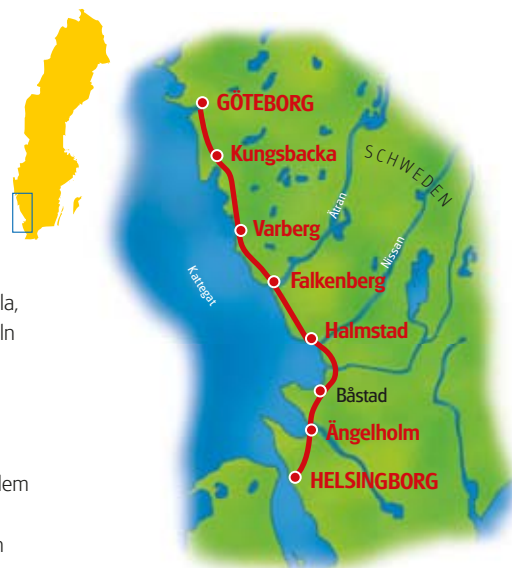 GÖTEBORG
Kungsbacka
SCHWEDEN
Ätran
Varberg
Nissan
Kattegat
Falkenberg
la,
ln
Halmstad
Båstad
Ängelholm
HELSINGBORG
lem
n